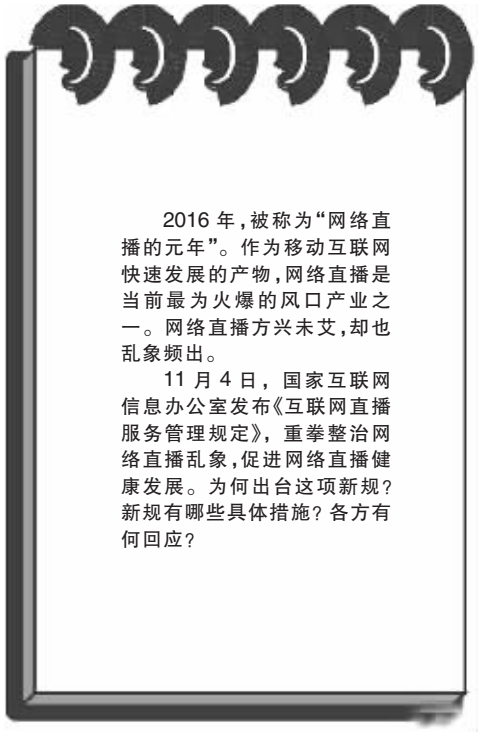 2016 年，被称为“网络直
播的元年”。作为移动互联网
快速发展的产物，网络直播是
当前最为火爆的风口产业之
一。网络直播方兴未艾，却也
乱象频出。
11 月 4 日，国家互联网
信息办公室发布《互联网直播
服务管理规定》，重拳整治网
络直播乱象，促进网络直播健
康发展。为何出台这项新规？
新规有哪些具体措施？各方有
何回应？